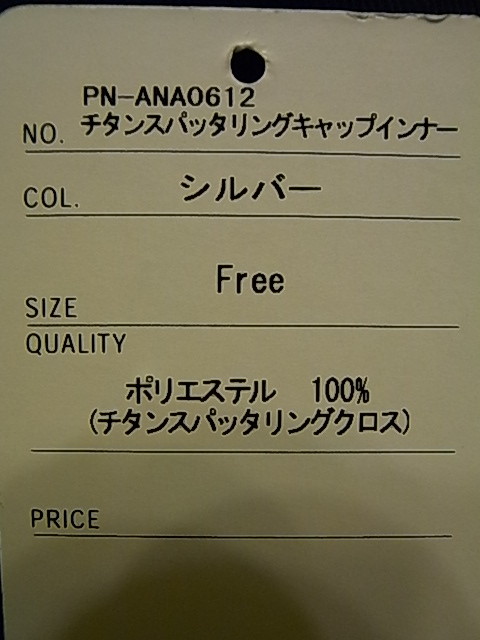 PN-ANA0612
NO. チタンスパッタリングキャップインナー
COL. シルバー
Free
SIZE
QUALITY
ポリエステル 100%
(チタンスパッタリングクロス)
PRICE